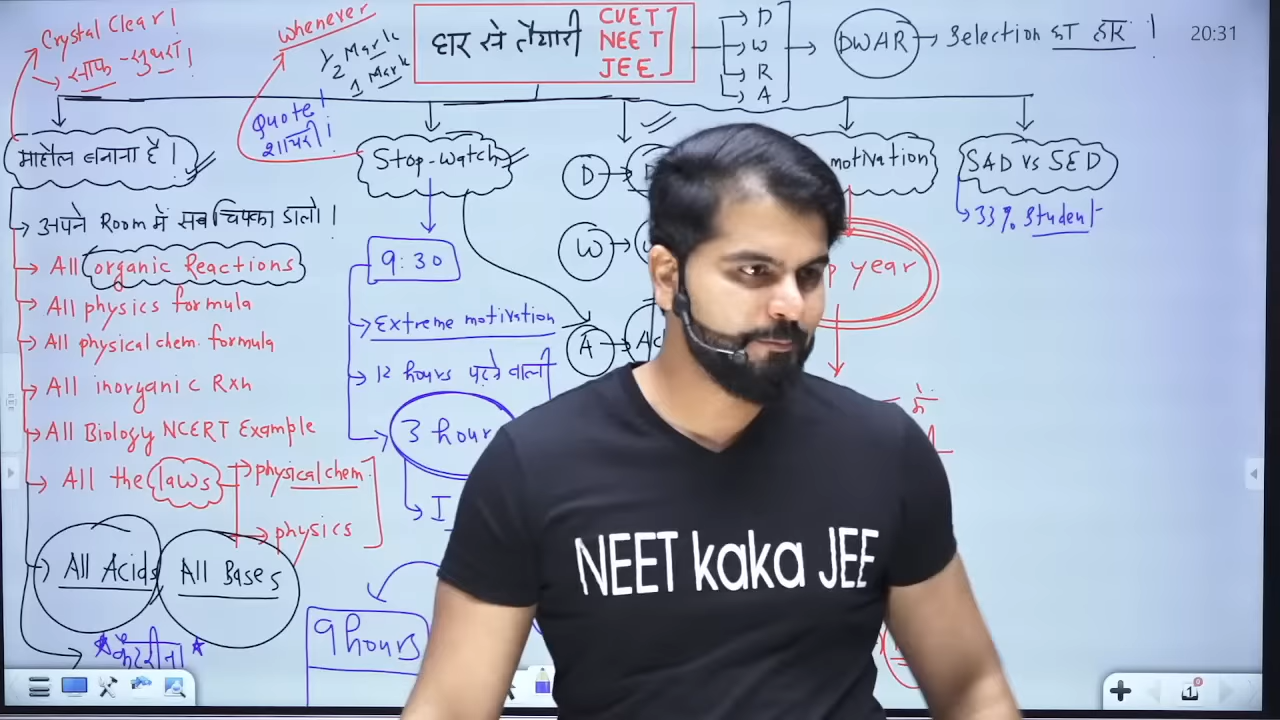 Crystal Clear!
साफ-सुथरा!
whenever
1/2 Mark
1 Mark
घर से तैयारी
CUET
NEET
JEE
D
W
R
A
DWAR → Selection का द्वार !
20:31
Quote!
शायरी!
माहौल बनाना है।
Stop-watch
D
motivation
SAD vs SED
अपने Room में सब चिपका डालो।
33% Student
W
9:30
All organic Reactions
year
All physics formula
Extreme motivation
All physical chem. formula
A
12 hours पढ़ने वाली
All inorganic Rxn
All Biology NCERT Example
3 hour
All the laws
physical chem.
physics
I
All Acids
All Bases
NEET kaka JEE
9 hours
*कैटरीना*
1